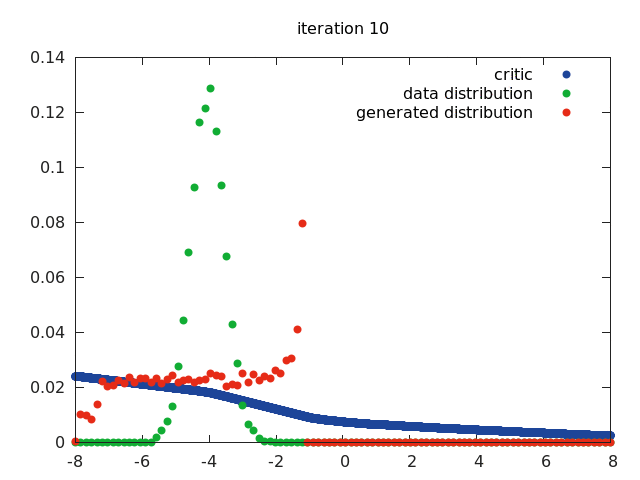 iteration 10
0.14
0.12
0.1
0.08
0.06
0.04
0.02
0
-8 -6 -4 -2 0 2 4 6 8
critic
data distribution
generated distribution